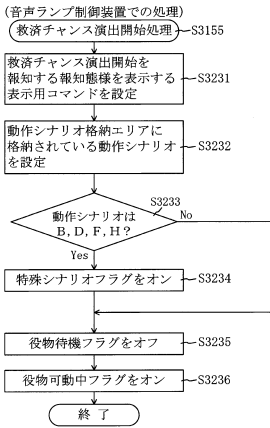 (音声ランプ制御装置での処理)
救済チャンス演出開始処理
S3155
救済チャンス演出開始を
報知する報知態様を表示する
表示用コマンドを設定
S3231
動作シナリオ格納エリアに
格納されている動作シナリオ
を設定
S3232
S3233
動作シナリオは
B, D, F, H?
No
Yes
特殊シナリオフラグをオン
S3234
役物待機フラグをオフ
S3235
役物可動中フラグをオン
S3236
終了